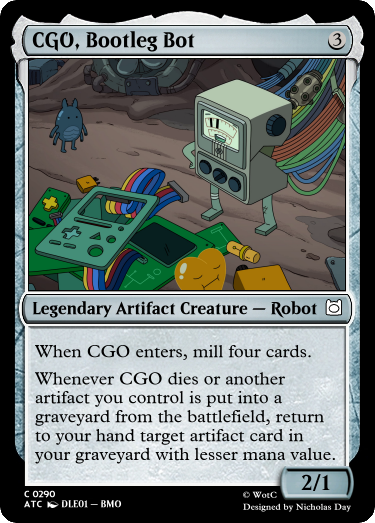 CGO, Bootleg Bot 3
Legendary Artifact Creature — Robot
When CGO enters, mill four cards.
Whenever CGO dies or another
artifact you control is put into a
graveyard from the battlefield, return
to your hand target artifact card in
your graveyard with lesser mana value.
2/1
C 0290
ATC DLE01 — BMO
© WotC
Designed by Nicholas Day